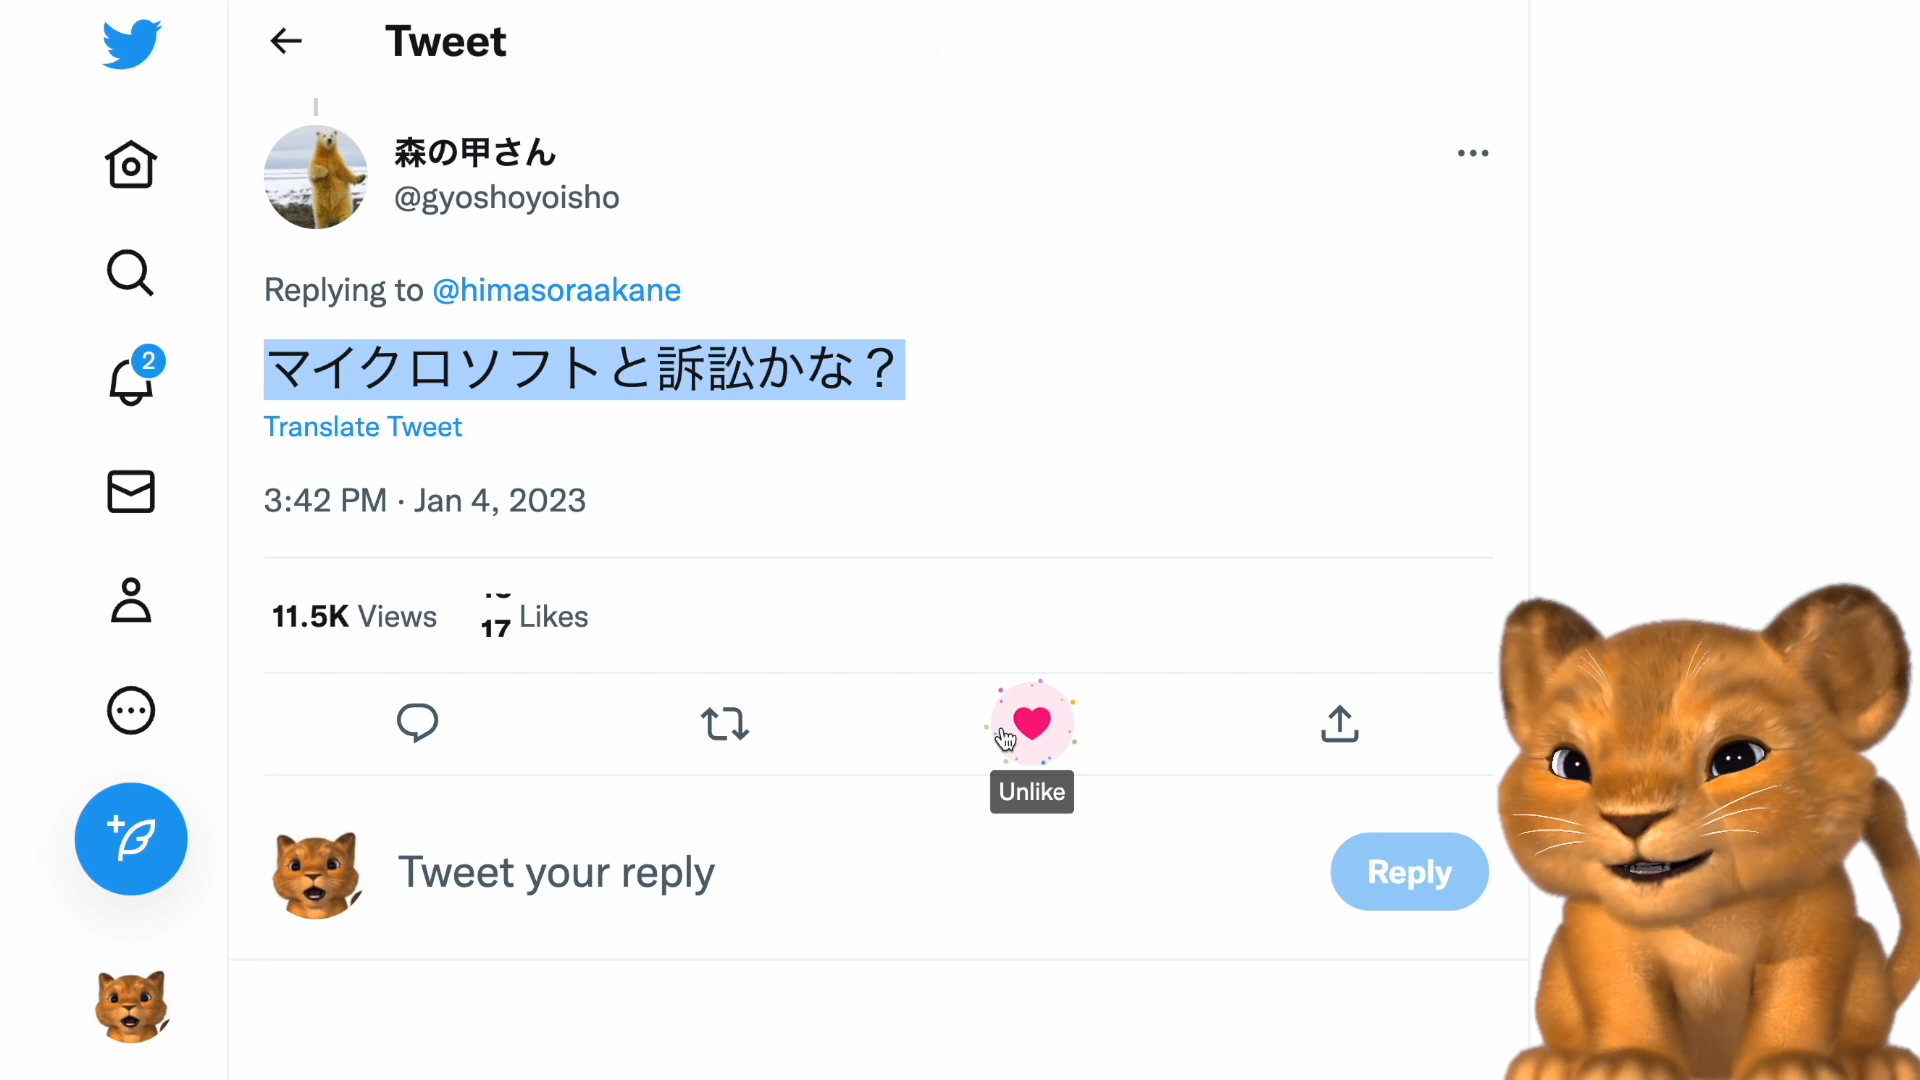 Tweet
森の甲さん
@gyoshoyoisho
Replying to @himasoraakane
マイクロソフトと訴訟かな？
Translate Tweet
3:42 PM · Jan 4, 2023
11.5K Views 17 Likes
Unlike
Tweet your reply
Reply
2